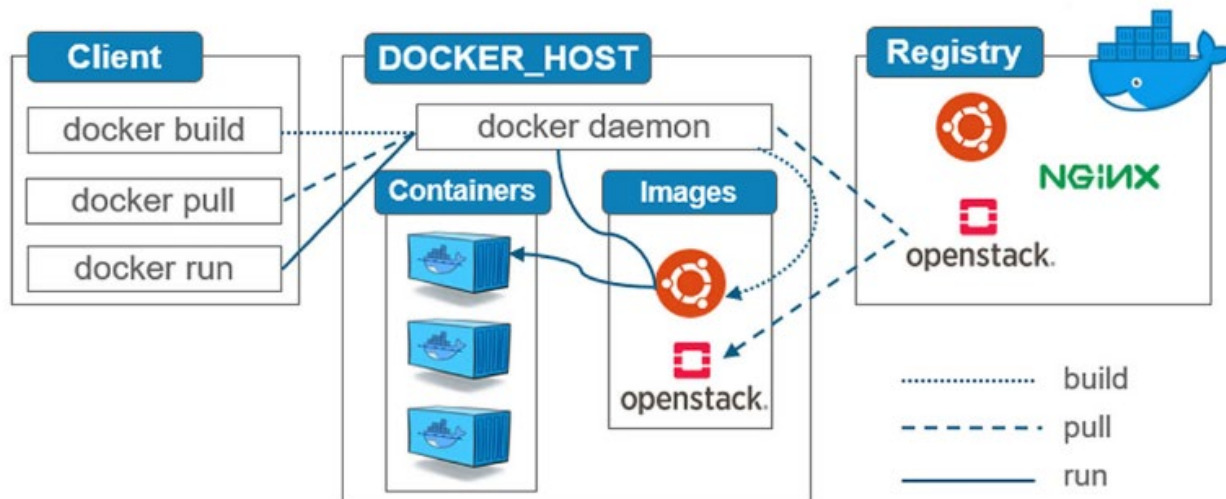 Client
docker build
docker pull
docker run
DOCKER_HOST
docker daemon
Containers
Images
openstack.
Registry
NGiNX
openstack.
build
pull
run